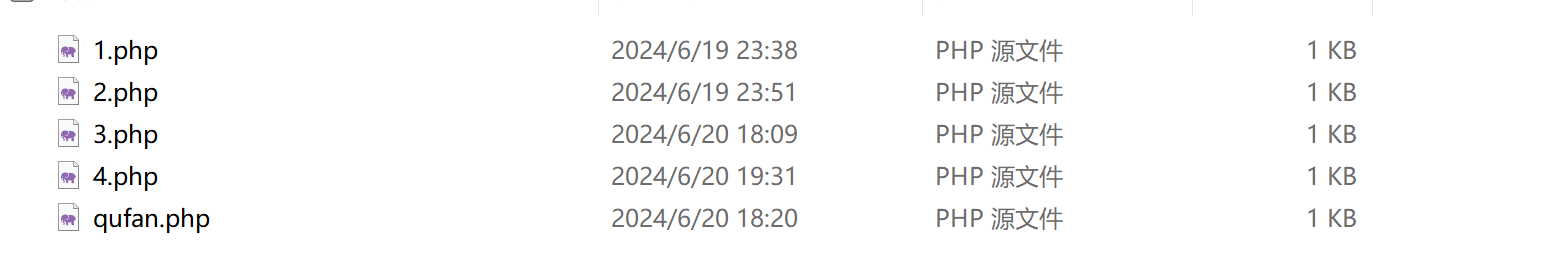 1.php 2024/6/19 23:38 PHP 源文件 1 KB
2.php 2024/6/19 23:51 PHP 源文件 1 KB
3.php 2024/6/20 18:09 PHP 源文件 1 KB
4.php 2024/6/20 19:31 PHP 源文件 1 KB
qufan.php 2024/6/20 18:20 PHP 源文件 1 KB